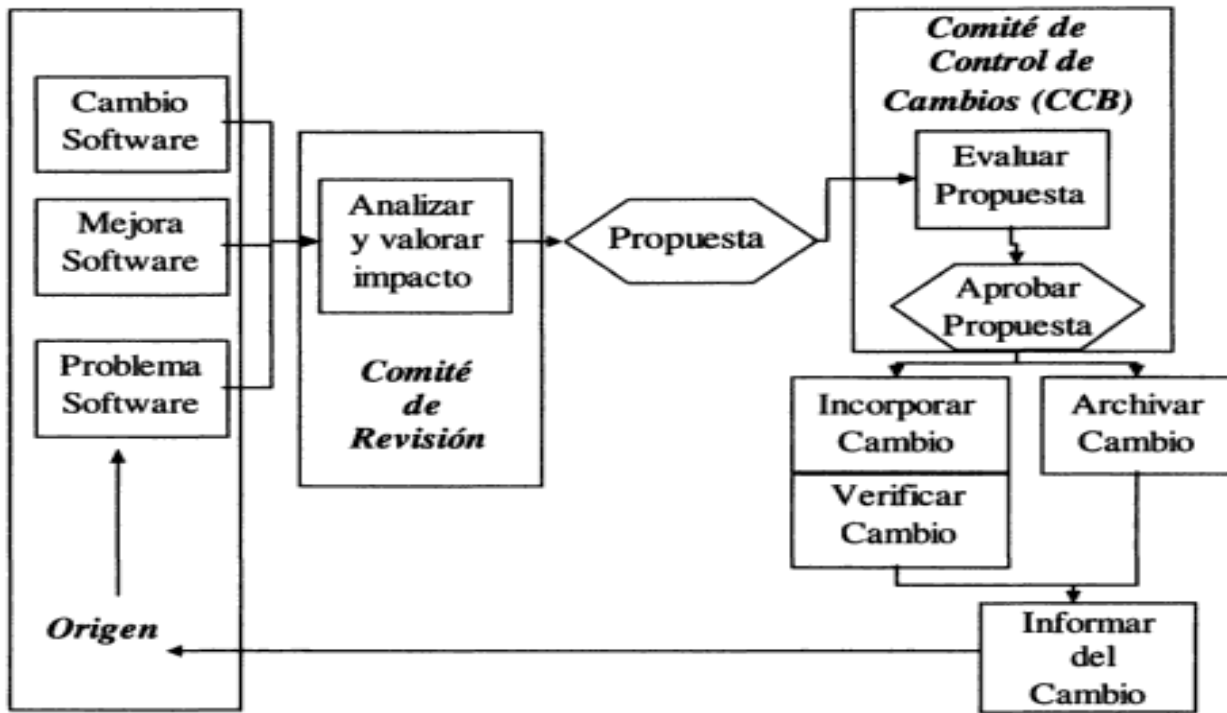 Cambio
Software
Mejora
Software
Problema
Software
Origen
Analizar
y valorar
impacto
Comité
de
Revisión
Propuesta
Comité de
Control de
Cambios (CCB)
Evaluar
Propuesta
Aprobar
Propuesta
Incorporar
Cambio
Verificar
Cambio
Archivar
Cambio
Informar
del
Cambio